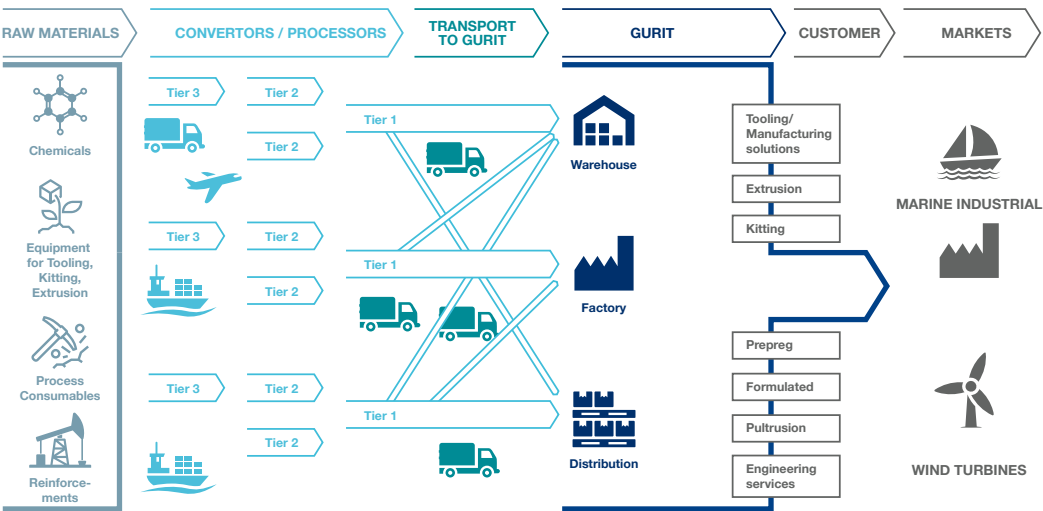 RAW MATERIALS
CONVERTORS / PROCESSORS
TRANSPORT
TO GURIT
GURIT
CUSTOMER
MARKETS
Chemicals
Equipment
for Tooling,
Kitting,
Extrusion
Process
Consumables
Reinforce-
ments
Tier 3
Tier 2
Tier 2
Tier 3
Tier 2
Tier 2
Tier 3
Tier 2
Tier 2
Tier 1
Tier 1
Tier 1
Warehouse
Factory
Distribution
Tooling/
Manufacturing
solutions
Extrusion
Kitting
Prepreg
Formulated
Pultrusion
Engineering
services
MARINE INDUSTRIAL
WIND TURBINES